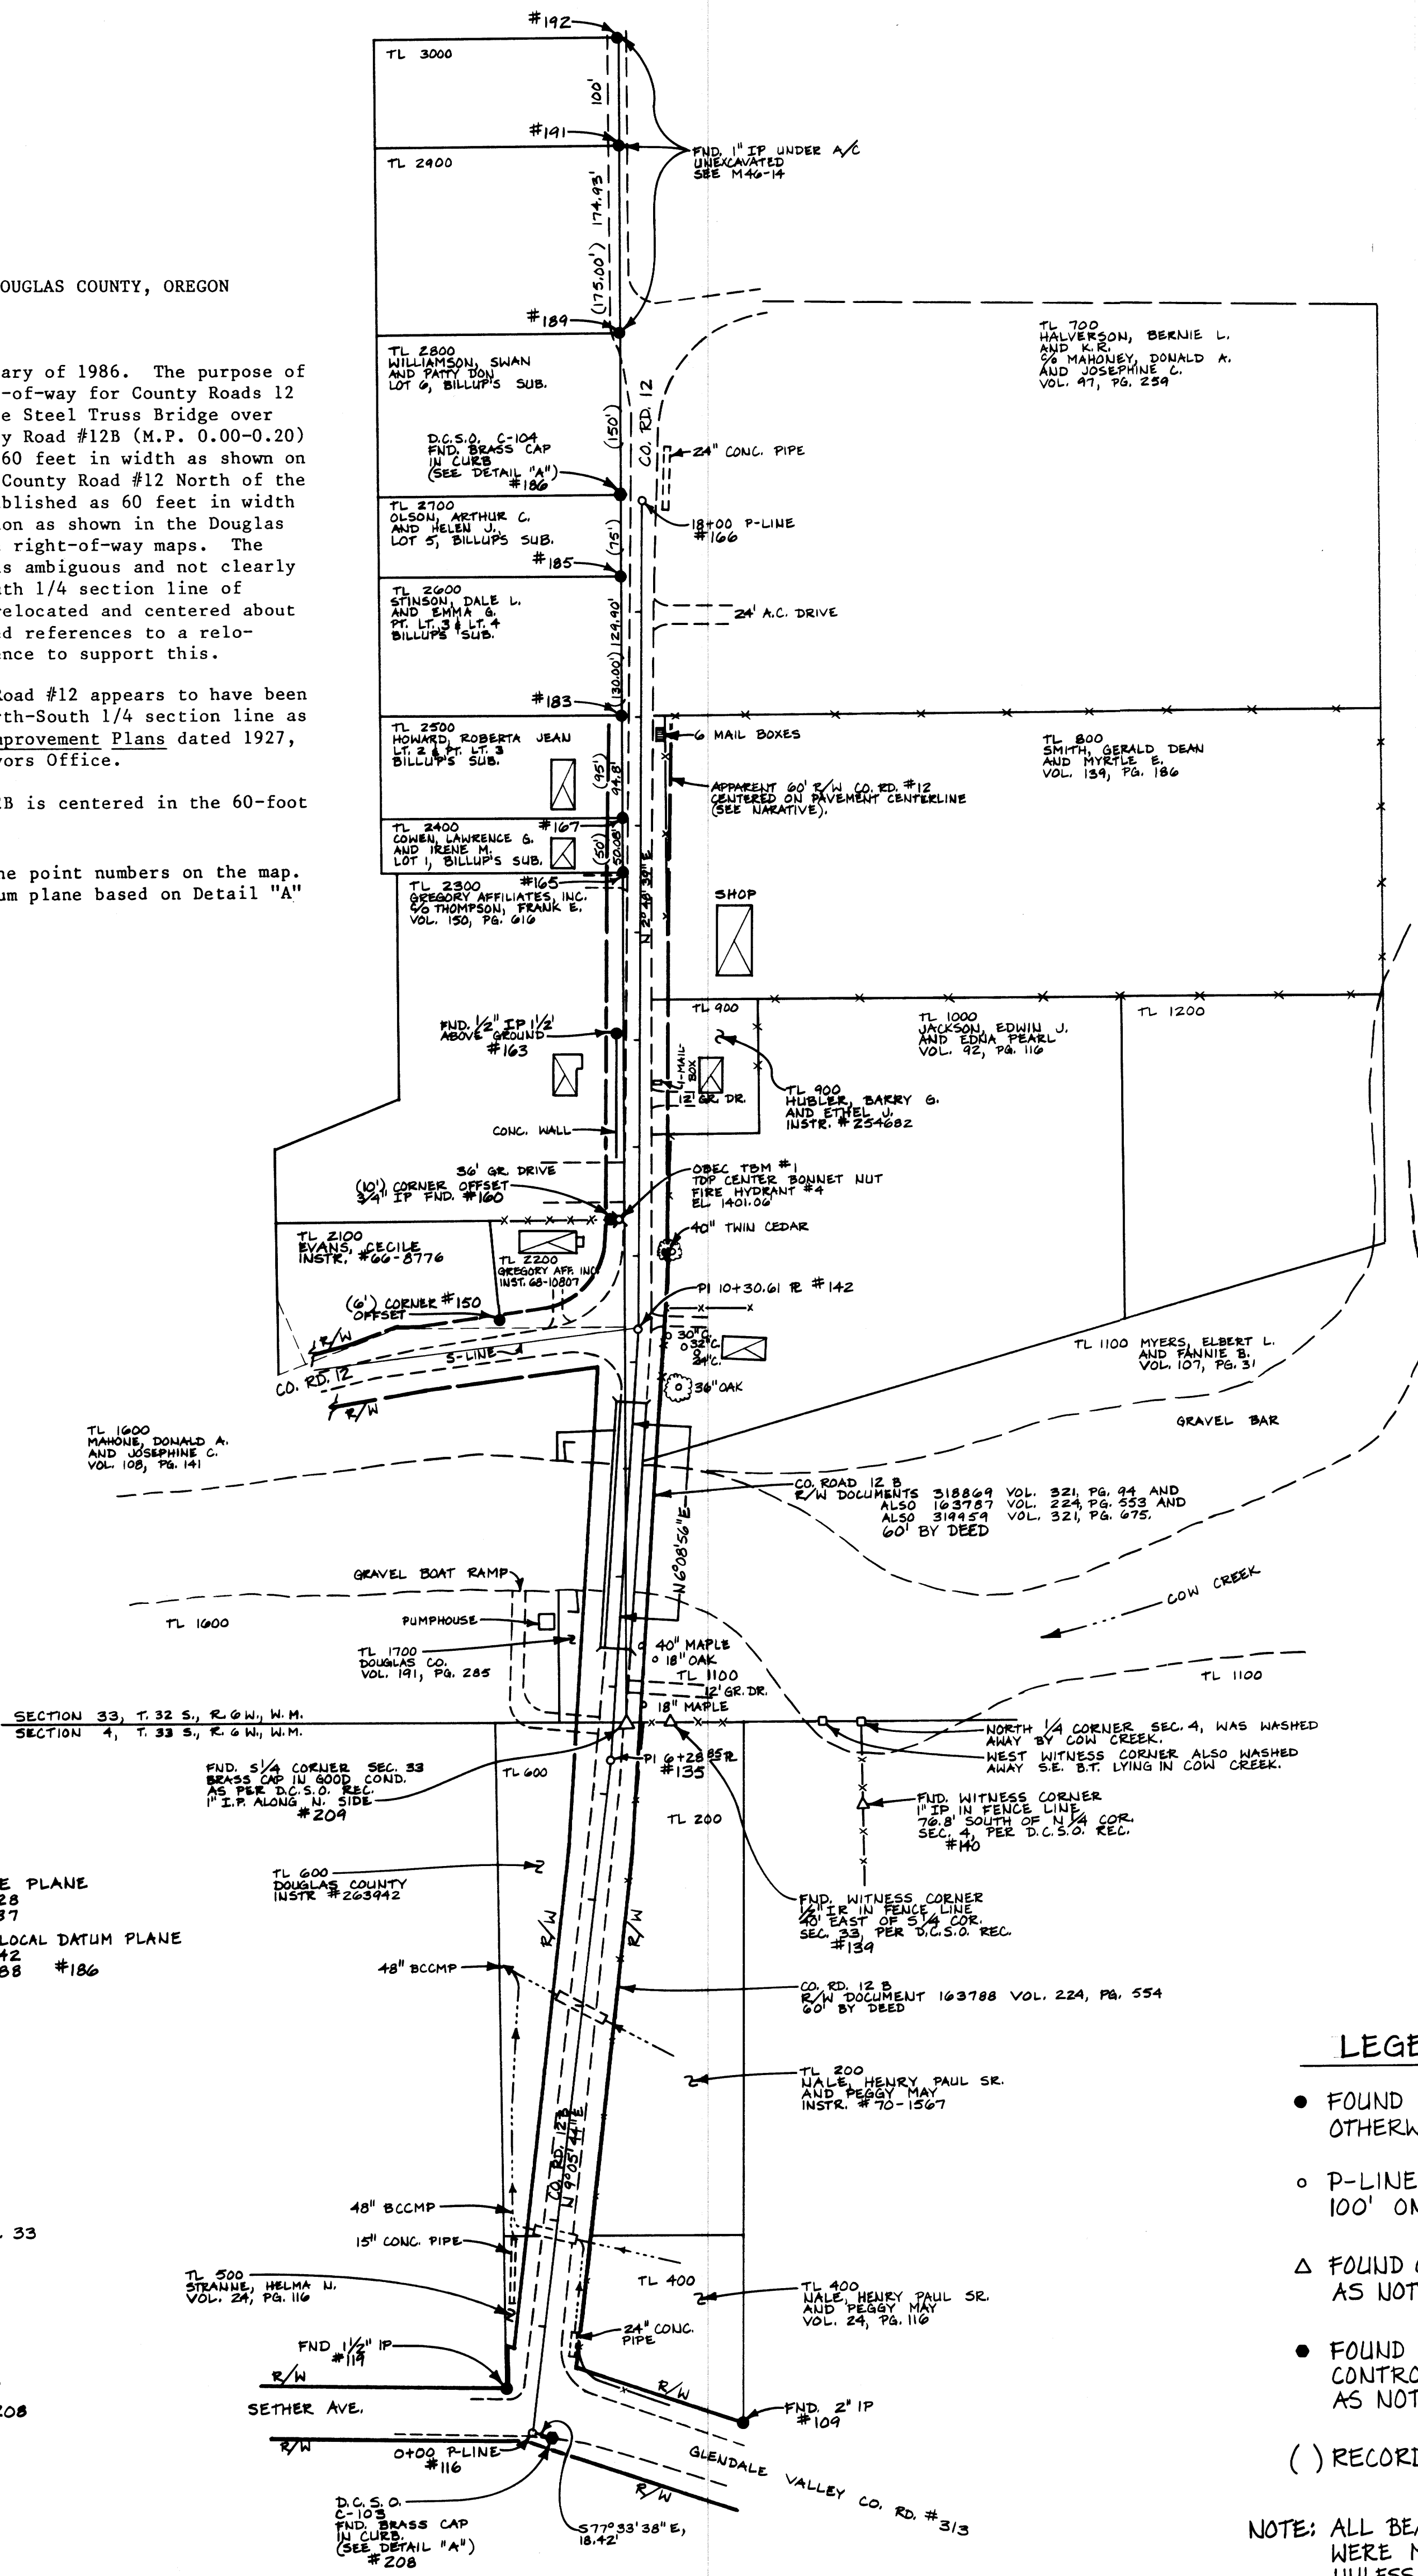 #192
TL 3000
100'
#191
TL 2900
FND. 1" IP UNDER A/C
UNEXCAVATED
SEE M46-14
(175.00') 174.93'
#189
OUGLAS COUNTY, OREGON
ary of 1986. The purpose of
-of-way for County Roads 12
e Steel Truss Bridge over
y Road #12B (M.P. 0.00-0.20)
60 feet in width as shown on
County Road #12 North of the
blished as 60 feet in width
on as shown in the Douglas
right-of-way maps. The
s ambiguous and not clearly
th 1/4 section line of
elocated and centered about
d references to a relo-
ence to support this.
oad #12 appears to have been
rth-South 1/4 section line as
mprovement Plans dated 1927,
yors Office.
B is centered in the 60-foot
he point numbers on the map.
um plane based on Detail "A"
TL 2800
WILLIAMSON, SWAN
AND PATTY DON
LOT 6, BILLUP'S SUB.
TL 700
HALVERSON, BERNIE L.
AND K.R.
C/O MAHONEY, DONALD A.
AND JOSEPHINE C.
VOL. 97, PG. 259
(150')
CO. RD. 12
D.C.S.O. C-104
FND. BRASS CAP
IN CURB
(SEE DETAIL "A")
#186
24" CONC. PIPE
TL 2700
OLSON, ARTHUR C.
AND HELEN J.
LOT 5, BILLUPS SUB.
(75')
18+00 P-LINE
#166
#185
TL 2600
STINSON, DALE L.
AND EMMA G.
PT. LT. 3 & LT. 4
BILLUPS SUB.
(130.00') 129.90'
24' A.C. DRIVE
#183
TL 2500
HOWARD, ROBERTA JEAN
LT. 2 & PT. LT. 3
BILLUP'S SUB.
(95')
94.8'
6 MAIL BOXES
TL 800
SMITH, GERALD DEAN
AND MYRTLE E.
VOL. 139, PG. 186
APPARENT 60' R/W CO. RD. #12
CENTERED ON PAVEMENT CENTERLINE
(SEE NARATIVE).
TL 2400
#167
COWEN, LAWRENCE G.
AND IRENE M.
LOT 1, BILLUP'S SUB.
(50')
50.08'
N 2°48'39" E
TL 2300
#165
GREGORY AFFILIATES, INC.
C/O THOMPSON, FRANK E.
VOL. 150, PG. 616
SHOP
FND. 1/2" IP 1 1/2'
ABOVE GROUND
#163
TL 900
TL 1000
JACKSON, EDWIN J.
AND EDNA PEARL
VOL. 92, PG. 116
TL 1200
1-MAIL-
BOX
12' GR. DR.
TL 900
HUBLER, BARRY G.
AND ETHEL J.
INSTR. #254682
CONC. WALL
36' GR. DRIVE
(10') CORNER OFFSET
3/4" IP FND. #160
OBEC TBM #1
TOP CENTER BONNET NUT
FIRE HYDRANT #4
EL 1401.06'
40" TWIN CEDAR
TL 2100
EVANS, CECILE
INSTR. #66-8776
TL 2200
GREGORY AFF. INC
INST. 68-10807
(6') CORNER #150
OFFSET
PI 10+30.61 PL #142
R/W
S-LINE
CO. RD. 12
R/W
30"C.
32"C.
24"C.
36" OAK
TL 1100 MYERS, ELBERT L.
AND FANNIE B.
VOL. 107, PG. 31
GRAVEL BAR
TL 1600
MAHONE, DONALD A.
AND JOSEPHINE C.
VOL. 108, PG. 141
CO. ROAD 12 B
R/W DOCUMENTS 318869 VOL. 321, PG. 94 AND
ALSO 163787 VOL. 224, PG. 553 AND
ALSO 319959 VOL. 321, PG. 675.
60' BY DEED
N6°08'56"E
GRAVEL BOAT RAMP
COW CREEK
TL 1600
PUMPHOUSE
TL 1700
DOUGLAS CO.
VOL. 191, PG. 285
40" MAPLE
18" OAK
TL 1100
12' GR. DR.
TL 1100
18" MAPLE
SECTION 33, T. 32 S., R. 6 W., W.M.
SECTION 4, T. 33 S., R. 6 W., W.M.
NORTH 1/4 CORNER SEC. 4, WAS WASHED
AWAY BY COW CREEK.
WEST WITNESS CORNER ALSO WASHED
AWAY S.E. B.T. LYING IN COW CREEK.
FND. S 1/4 CORNER SEC. 33
BRASS CAP IN GOOD COND.
AS PER D.C.S.O. REC.
1" I.P. ALONG N. SIDE
#209
TL 600
PI 6+28.85 PL
#135
TL 200
FND. WITNESS CORNER
1" IP IN FENCE LINE
76.8' SOUTH OF N 1/4 COR.
SEC. 4, PER D.C.S.O. REC.
#140
TL 600
DOUGLAS COUNTY
INSTR #263942
FND. WITNESS CORNER
1/2" IR IN FENCE LINE
40' EAST OF S 1/4 COR.
SEC. 33, PER D.C.S.O. REC.
#139
E PLANE
28
37
LOCAL DATUM PLANE
42
88 #186
R/W
R/W
48" BCCMP
CO. RD. 12 B
R/W DOCUMENT 163788 VOL. 224, PG. 554
60' BY DEED
TL 200
NALE, HENRY PAUL SR.
AND PEGGY MAY
INSTR. #70-1567
CO. RD. 12B
N 9°05'44" E
LEGE
FOUND
OTHERW
P-LINE
100' ON
FOUND
AS NOT
FOUND
CONTRO
AS NOT
( ) RECORD
NOTE: ALL BEA
WERE M
UNLESS
48" BCCMP
15" CONC. PIPE
33
TL 500
STRANNE, HELMA N.
VOL. 24, PG. 116
TL 400
TL 400
NALE, HENRY PAUL SR.
AND PEGGY MAY
VOL. 24, PG. 116
24" CONC.
PIPE
FND 1 1/2" IP
#119
R/W
SETHER AVE.
R/W
208
R/W
FND. 2" IP
#109
0+00 P-LINE
#116
GLENDALE VALLEY CO. RD. #313
R/W
D.C.S.O.
C-103
FND. BRASS CAP
IN CURB.
(SEE DETAIL "A")
#208
S77°33'38" E,
18.42'